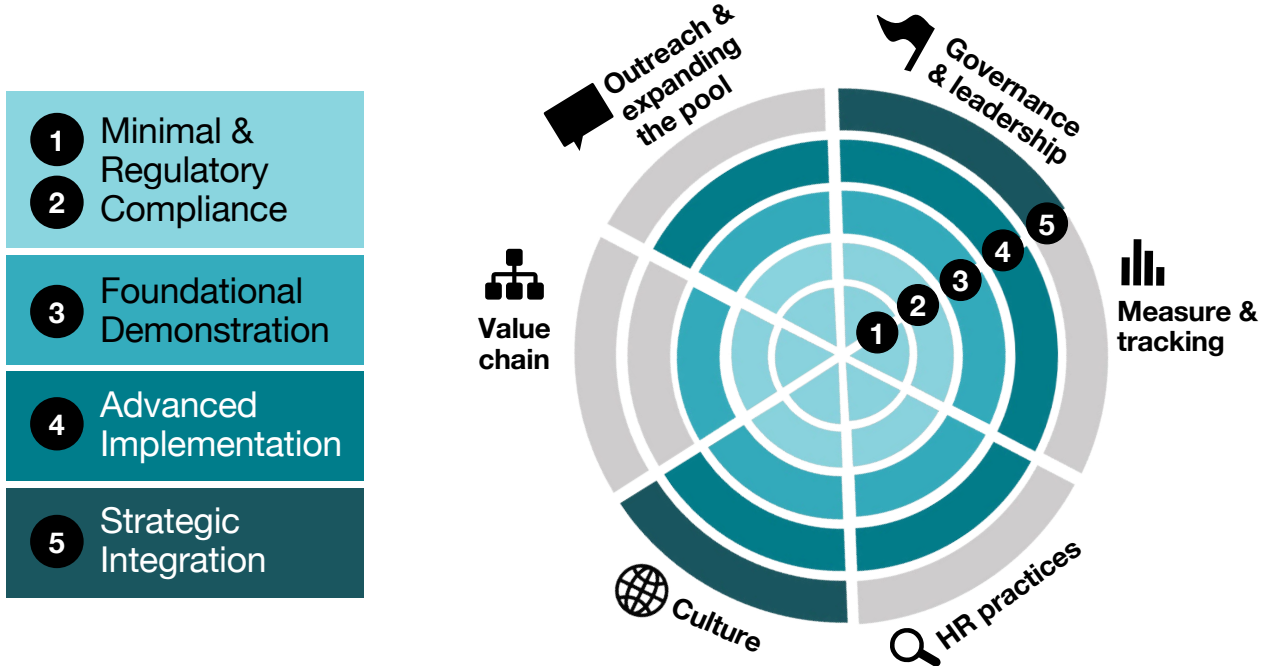 1
2
Minimal &
Regulatory
Compliance
3
Foundational
Demonstration
4
Advanced
Implementation
5
Strategic
Integration
Outreach &
expanding
the pool
Governance
& leadership
Measure &
tracking
HR practices
Culture
Value
chain
1
2
3
4
5